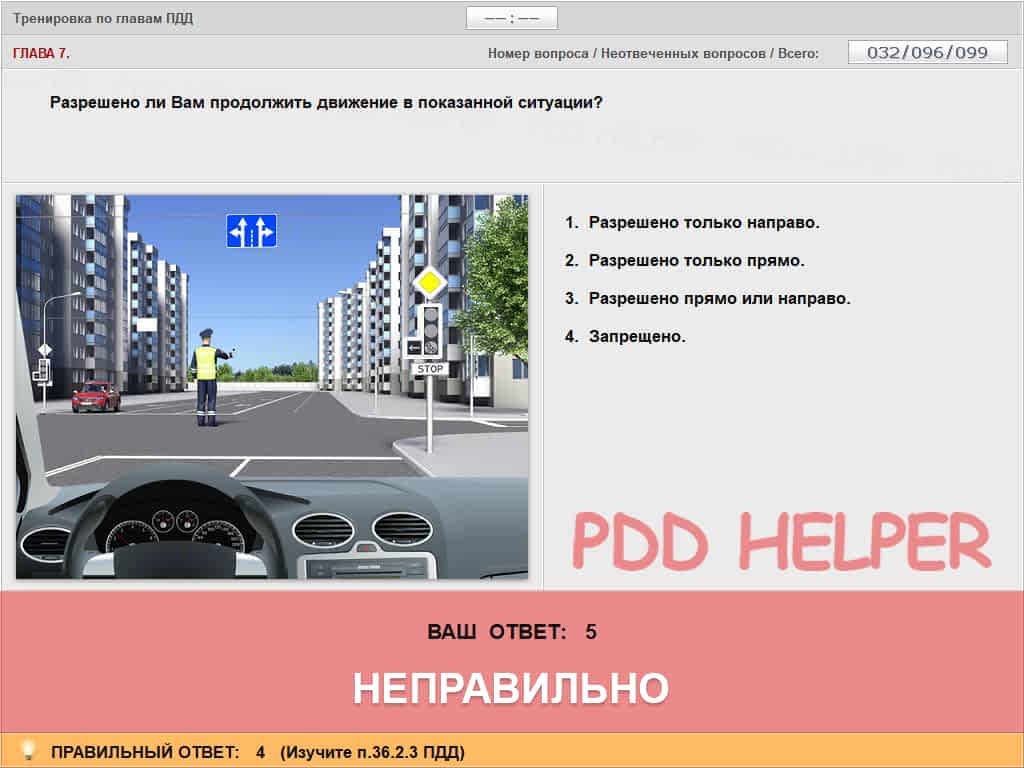 Тренировка по главам ПДД
—— : ——
ГЛАВА 7.
Номер вопроса / Неотвеченных вопросов / Всего:
032/096/099
Разрешено ли Вам продолжить движение в показанной ситуации?
1. Разрешено только направо.
2. Разрешено только прямо.
3. Разрешено прямо или направо.
4. Запрещено.
STOP
PDD HELPER
ВАШ ОТВЕТ: 5
НЕПРАВИЛЬНО
ПРАВИЛЬНЫЙ ОТВЕТ: 4 (Изучите п.36.2.3 ПДД)